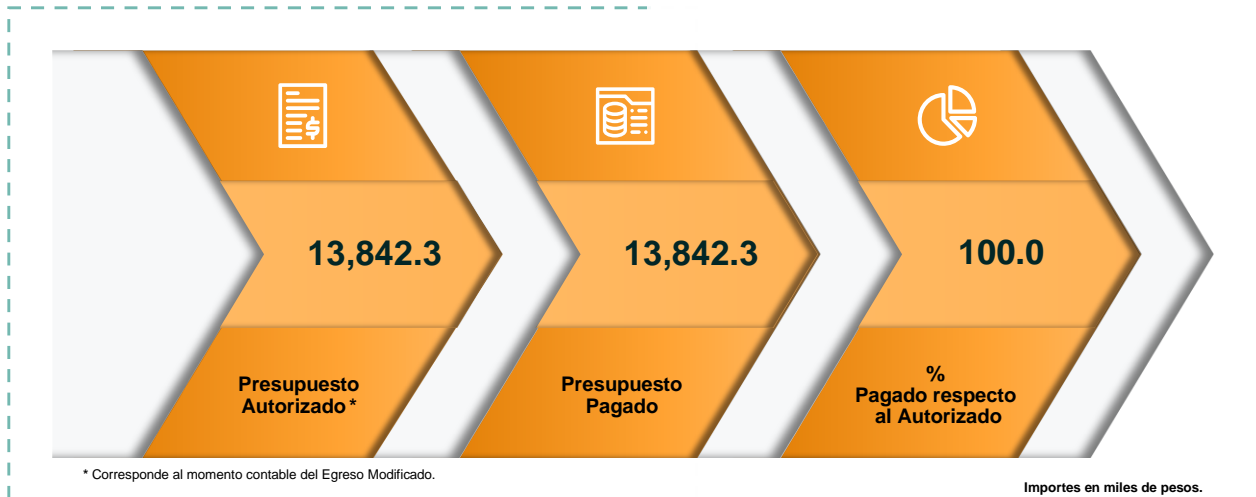 13,842.3
13,842.3
100.0
Presupuesto
Autorizado *
Presupuesto
Pagado
%
Pagado respecto
al Autorizado
* Corresponde al momento contable del Egreso Modificado.
Importes en miles de pesos.